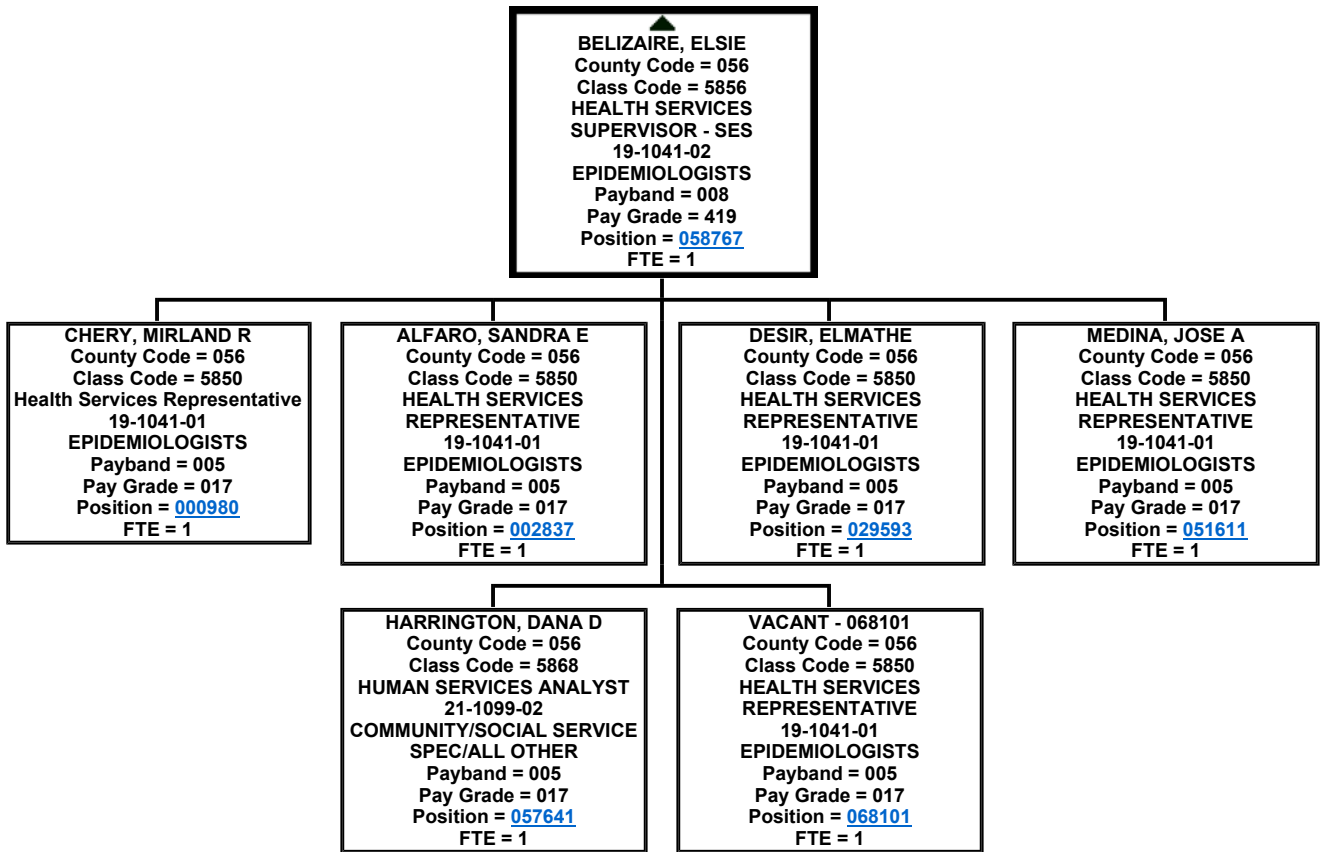 BELIZAIRE, ELSIE
County Code = 056
Class Code = 5856
HEALTH SERVICES
SUPERVISOR - SES
19-1041-02
EPIDEMIOLOGISTS
Payband = 008
Pay Grade = 419
Position = 058767
FTE = 1
CHERY, MIRLAND R
County Code = 056
Class Code = 5850
Health Services Representative
19-1041-01
EPIDEMIOLOGISTS
Payband = 005
Pay Grade = 017
Position = 000980
FTE = 1
ALFARO, SANDRA E
County Code = 056
Class Code = 5850
HEALTH SERVICES
REPRESENTATIVE
19-1041-01
EPIDEMIOLOGISTS
Payband = 005
Pay Grade = 017
Position = 002837
FTE = 1
DESIR, ELMATHE
County Code = 056
Class Code = 5850
HEALTH SERVICES
REPRESENTATIVE
19-1041-01
EPIDEMIOLOGISTS
Payband = 005
Pay Grade = 017
Position = 029593
FTE = 1
MEDINA, JOSE A
County Code = 056
Class Code = 5850
HEALTH SERVICES
REPRESENTATIVE
19-1041-01
EPIDEMIOLOGISTS
Payband = 005
Pay Grade = 017
Position = 051611
FTE = 1
HARRINGTON, DANA D
County Code = 056
Class Code = 5868
HUMAN SERVICES ANALYST
21-1099-02
COMMUNITY/SOCIAL SERVICE
SPEC/ALL OTHER
Payband = 005
Pay Grade = 017
Position = 057641
FTE = 1
VACANT - 068101
County Code = 056
Class Code = 5850
HEALTH SERVICES
REPRESENTATIVE
19-1041-01
EPIDEMIOLOGISTS
Payband = 005
Pay Grade = 017
Position = 068101
FTE = 1